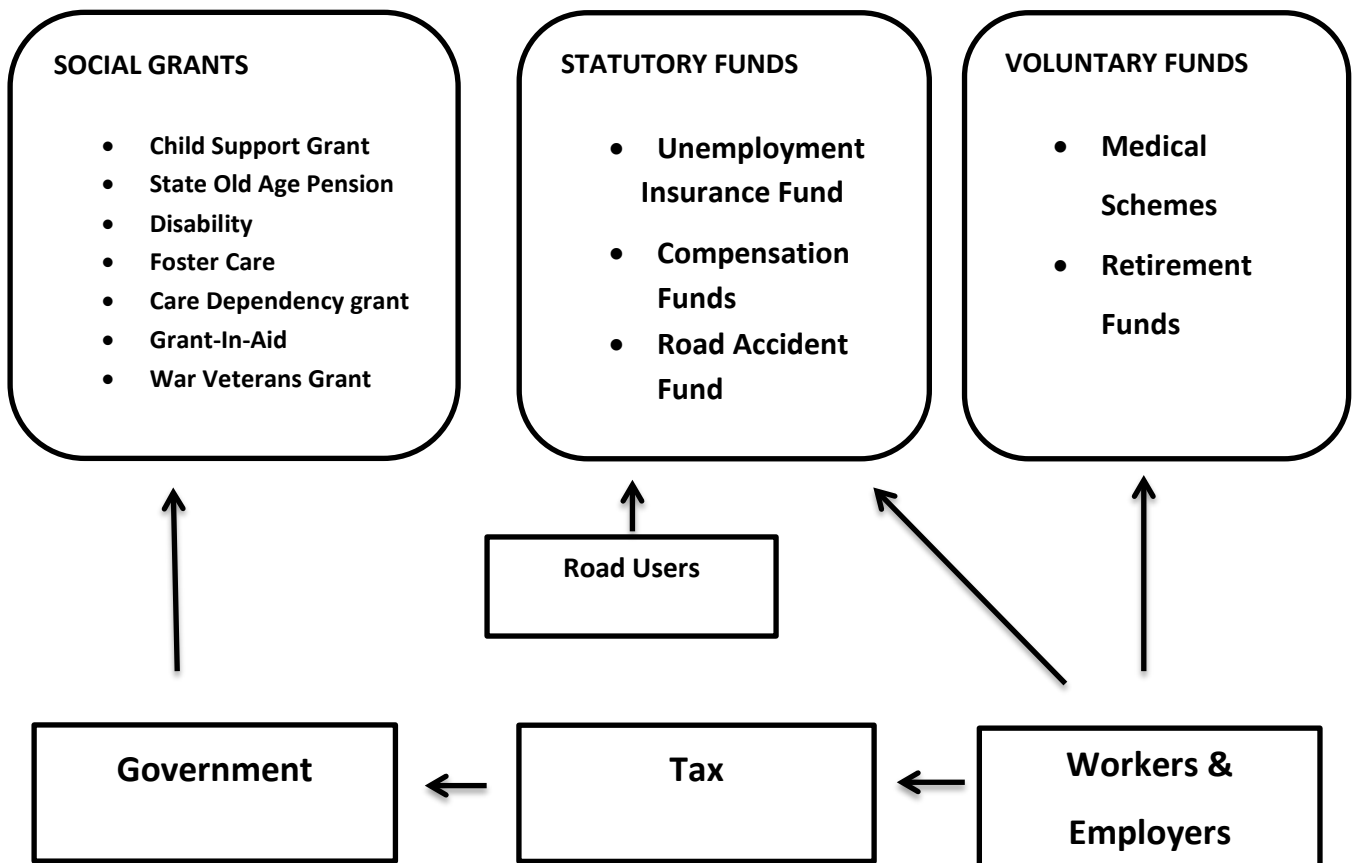 SOCIAL GRANTS
• Child Support Grant
• State Old Age Pension
• Disability
• Foster Care
• Care Dependency grant
• Grant-In-Aid
• War Veterans Grant
STATUTORY FUNDS
• Unemployment
Insurance Fund
• Compensation
Funds
• Road Accident
Fund
VOLUNTARY FUNDS
• Medical
Schemes
• Retirement
Funds
Road Users
Government
Tax
Workers &
Employers